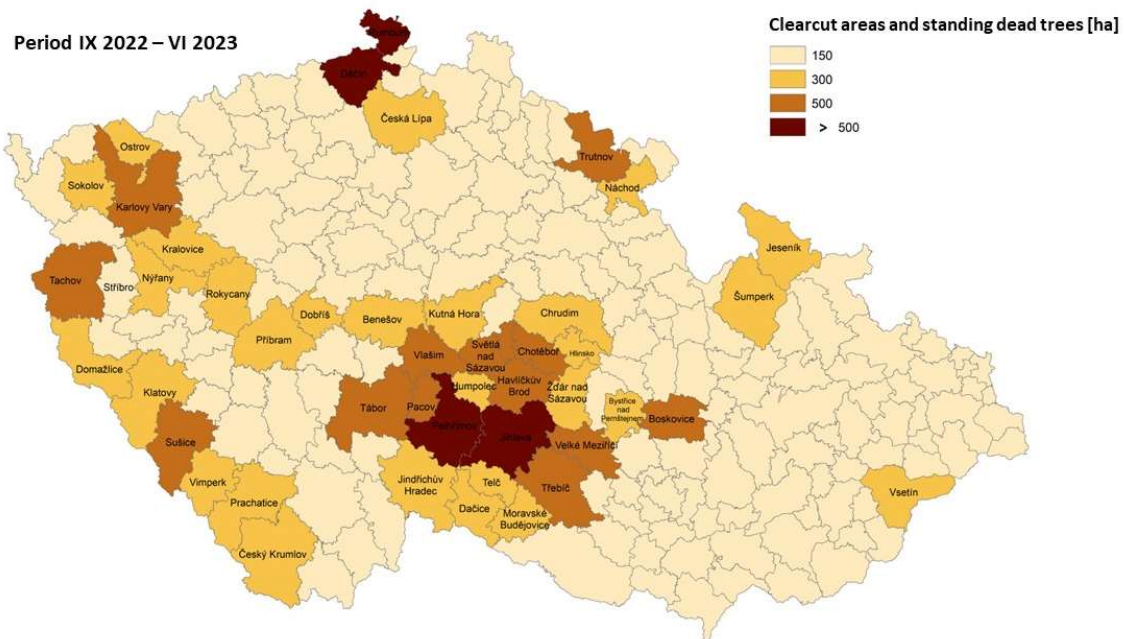 Period IX 2022 – VI 2023
Clearcut areas and standing dead trees [ha]
150
300
500
> 500
Rumburk
Děčín
Česká Lípa
Ostrov
Sokolov
Karlovy Vary
Trutnov
Náchod
Kralovice
Tachov
Stříbro
Nýřany
Rokycany
Jeseník
Šumperk
Příbram
Dobříš
Benešov
Kutná Hora
Chrudim
Domažlice
Klatovy
Vlašim
Světlá
nad
Sázavou
Chotěboř
Hlinsko
Humpolec
Havlíčkův
Brod
Žďár nad
Sázavou
Tábor
Pacov
Pelhřimov
Jihlava
Bystřice
nad
Pernštejnem
Boskovice
Sušice
Velké Meziříč
Vimperk
Prachatice
Jindřichův
Hradec
Telč
Třebíč
Dačice
Moravské
Budějovice
Vsetín
Český Krumlov